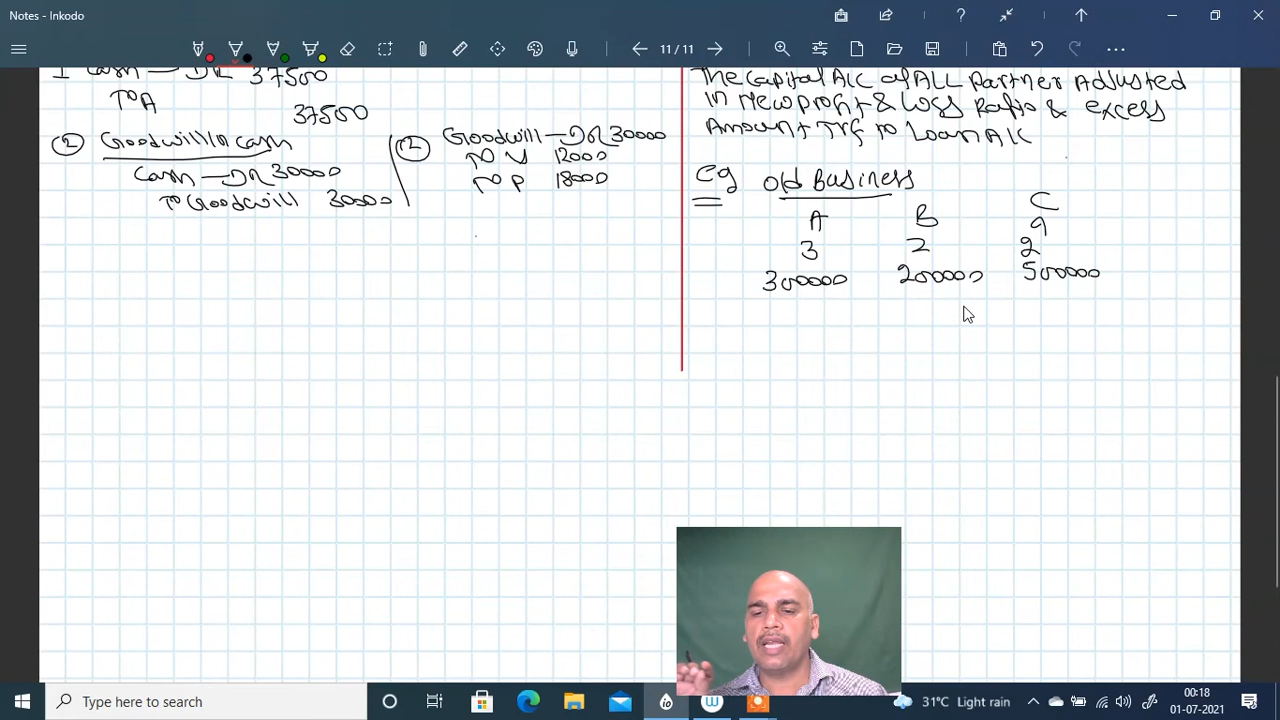 Notes - Inkodo
11/11
1 Cash — DR 37500
To A
37500
② Goodwill in cash
Cash — DR 30000
To Goodwill 30000
② Goodwill — DR 30000
To V 12000
To P 18000
The Capital A/c of ALL Partner Adjusted
in New profit & Loss Ratio & excess
Amount Trf to Loan A/c
eg Old Business
A B C
3 2 2
300000 200000 500000
Type here to search
31°C Light rain
00:18
01-07-2021